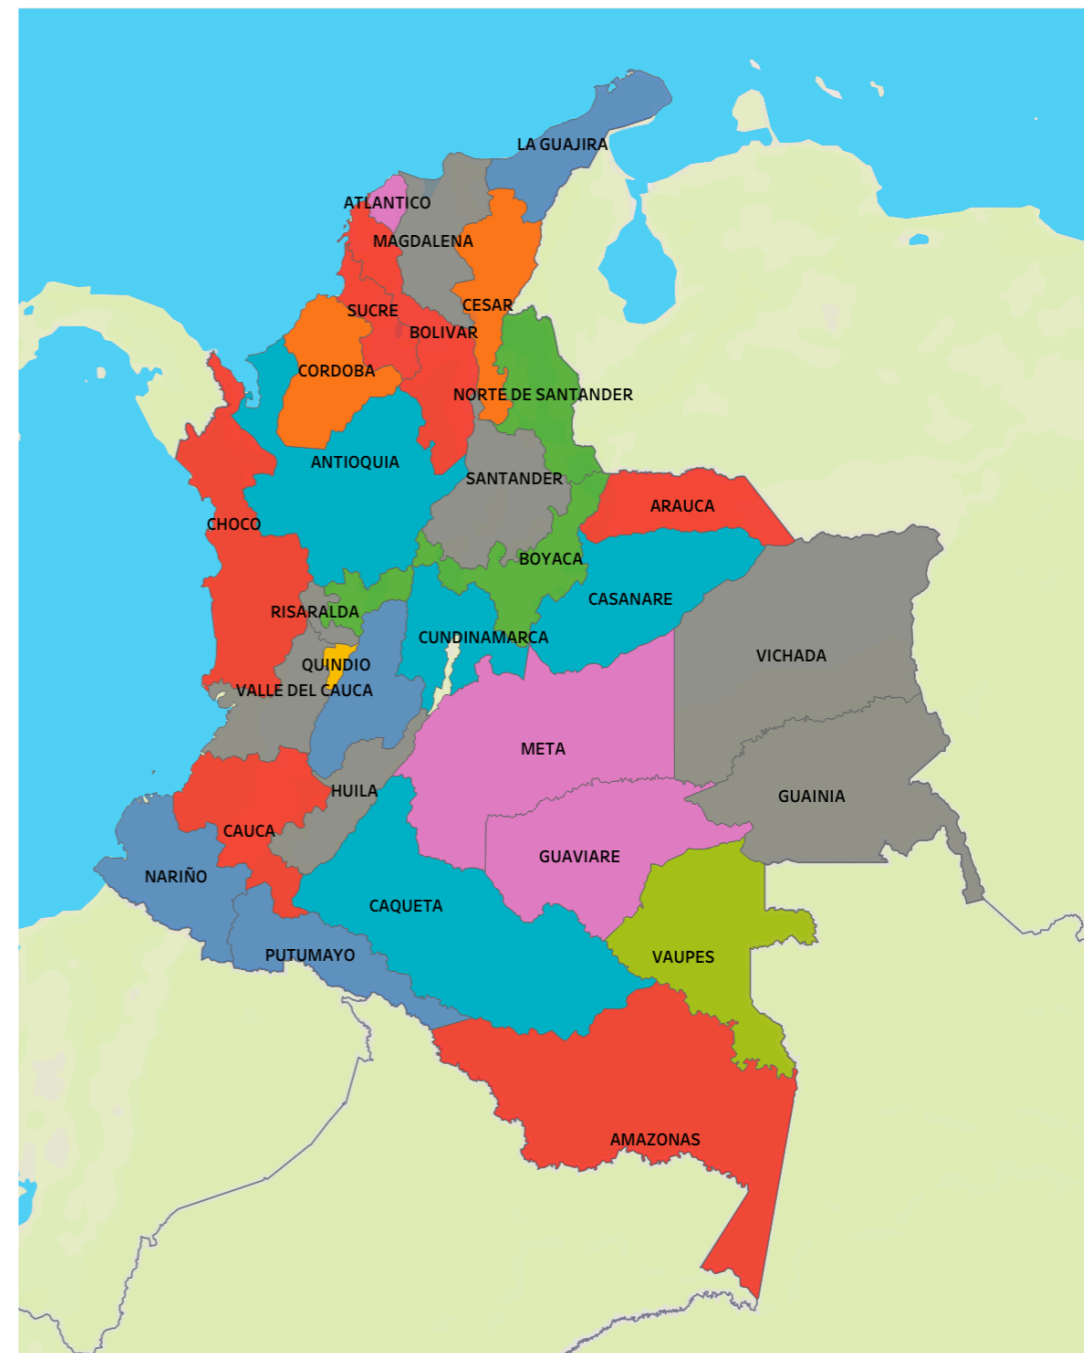 LA GUAJIRA
ATLANTICO
MAGDALENA
CESAR
SUCRE
BOLIVAR
CORDOBA
NORTE DE SANTANDER
ANTIOQUIA
SANTANDER
ARAUCA
CHOCO
BOYACA
CASANARE
RISARALDA
CUNDINAMARCA
VICHADA
QUINDIO
VALLE DEL CAUCA
META
HUILA
GUAINIA
CAUCA
GUAVIARE
NARIÑO
CAQUETA
PUTUMAYO
VAUPES
AMAZONAS